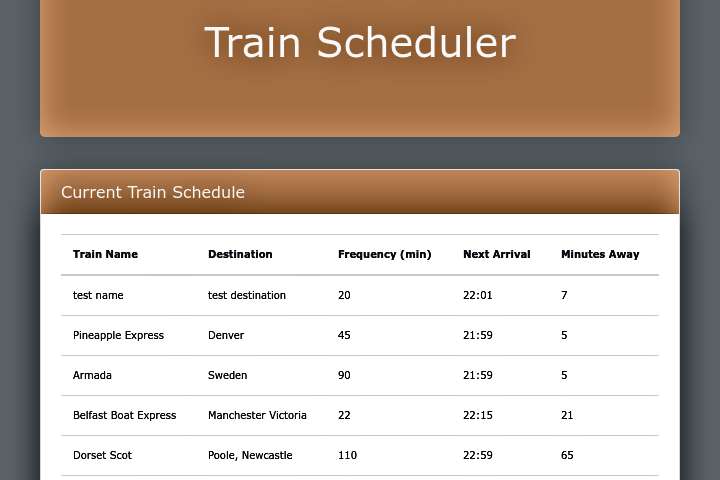 Train Scheduler
Current Train Schedule
Train Name Destination Frequency (min) Next Arrival Minutes Away
test name test destination 20 22:01 7
Pineapple Express Denver 45 21:59 5
Armada Sweden 90 21:59 5
Belfast Boat Express Manchester Victoria 22 22:15 21
Dorset Scot Poole, Newcastle 110 22:59 65